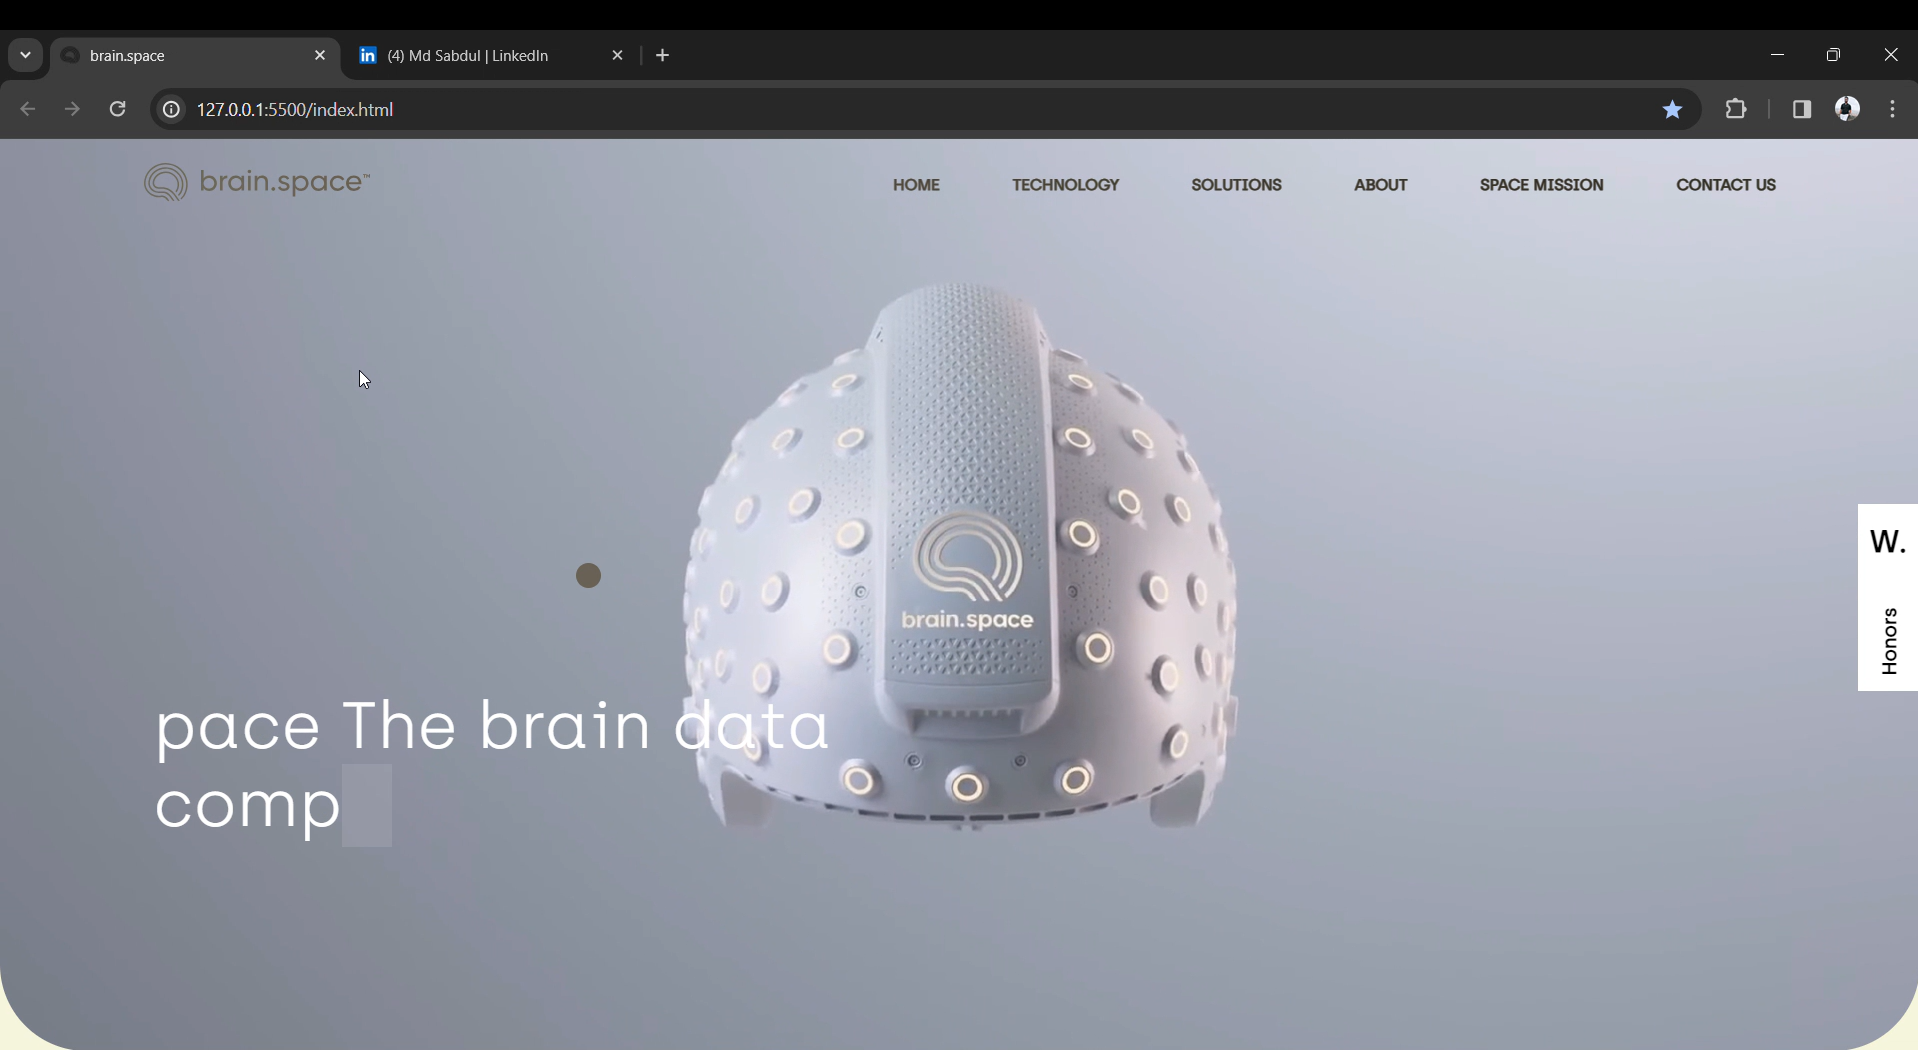 brain.space
in (4) Md Sabdul | LinkedIn
127.0.0.1:5500/index.html
brain.space™
HOME TECHNOLOGY SOLUTIONS ABOUT SPACE MISSION CONTACT US
brain.space
W.
Honors
pace The brain data
comp